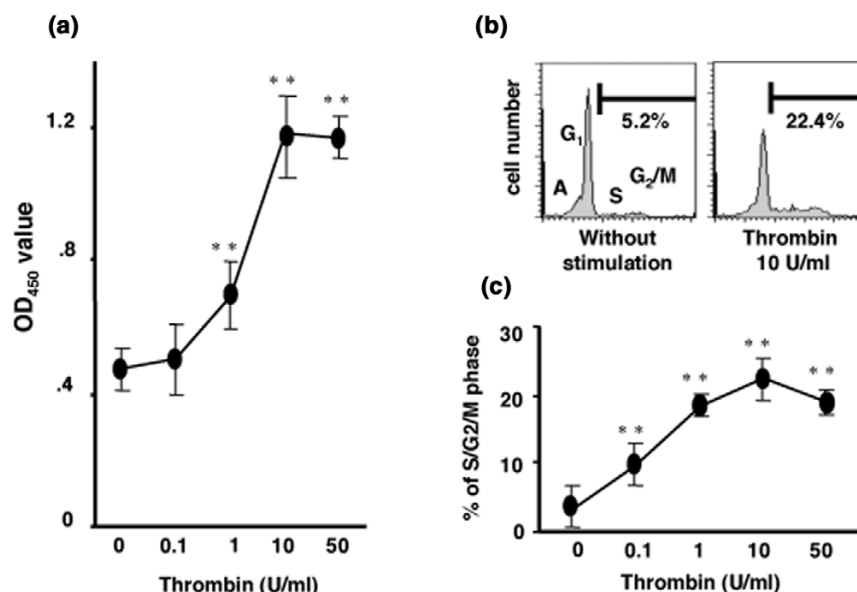 (a)
OD450 value
1.2
.8
.4
0
** ** **
0 0.1 1 10 50
Thrombin (U/ml)
(b)
cell number
5.2%
G1
A
S
G2/M
Without
stimulation
22.4%
Thrombin
10 U/ml
(c)
% of S/G2/M phase
30
20
10
0
** ** ** **
0 0.1 1 10 50
Thrombin (U/ml)